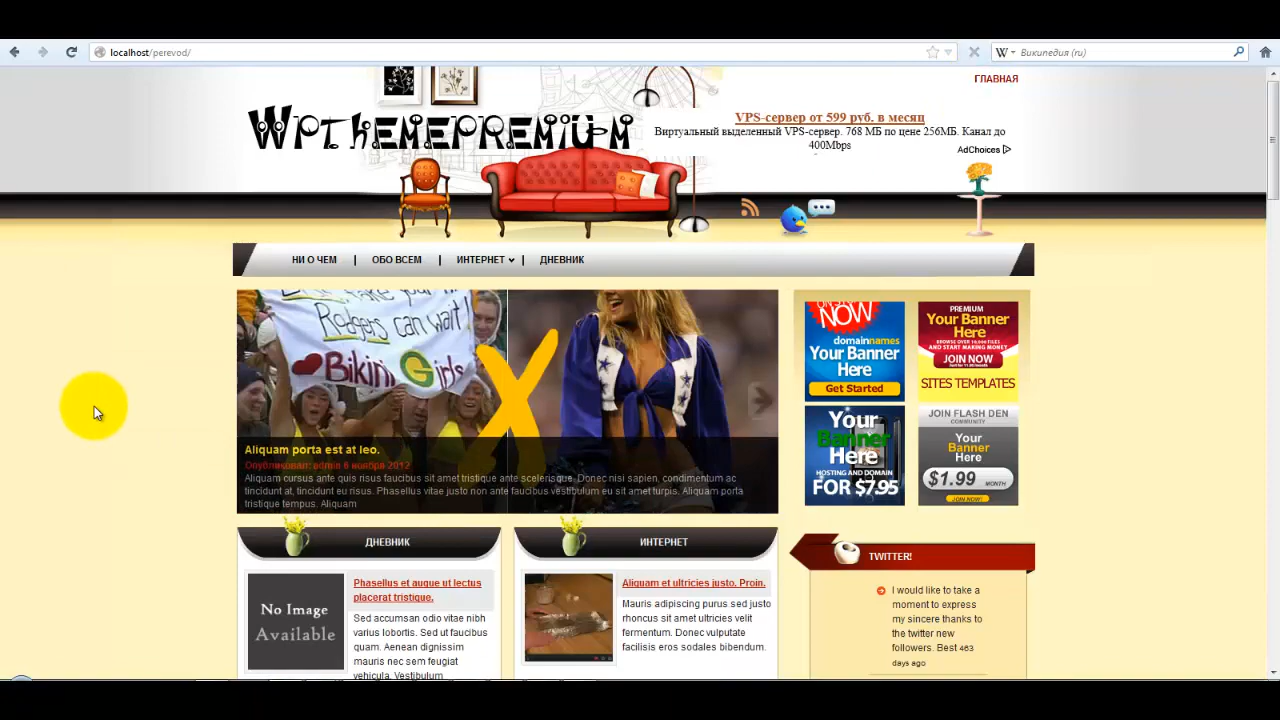 localhost/perevod/
W
Википедия (ru)
ГЛАВНАЯ
WPTHEMEPREMIUM
VPS-сервер от 599 руб. в месяц
Виртуальный выделенный VPS-сервер. 768 МБ по цене 256МБ. Канал до
400Mbps
AdChoices
НИ О ЧЕМ
ОБО ВСЕМ
ИНТЕРНЕТ
ДНЕВНИК
Rodgers can wait!
Bikini Girls
X
Aliquam porta est at leo.
Опубликовал: admin 6 ноября 2012
Aliquam cursus ante quis risus faucibus sit amet tristique ante scelerisque. Donec nisi sapien, condimentum ac
tincidunt at, tincidunt eu risus. Phasellus vitae justo non ante faucibus vestibulum eu sit amet turpis. Aliquam porta
tristique tempus. Aliquam
NOW
domainnames
Your Banner
Here
Get Started
PREMIUM
Your Banner
Here
BROWSE OVER 10,000 FILES
AND START MAKING MONEY
JOIN NOW
SITES TEMPLATES
Your
Banner
Here
HOSTING AND DOMAIN
FOR $7.95
JOIN FLASH DEN
COMMUNITY
Your
Banner
Here
$1.99 MONTH
JOIN NOW!
ДНЕВНИК
No Image
Available
Phasellus et augue ut lectus
placerat tristique.
Sed accumsan odio vitae nibh
varius lobortis. Sed ut faucibus
quam. Aenean dignissim
mauris nec sem feugiat
vehicula. Vestibulum
ИНТЕРНЕТ
Aliquam et ultricies justo. Proin.
Mauris adipiscing purus sed justo
rhoncus sit amet ultricies velit
fermentum. Donec vulputate
facilisis eros sodales bibendum.
TWITTER!
I would like to take a
moment to express
my sincere thanks to
the twitter new
followers. Best 463
days ago